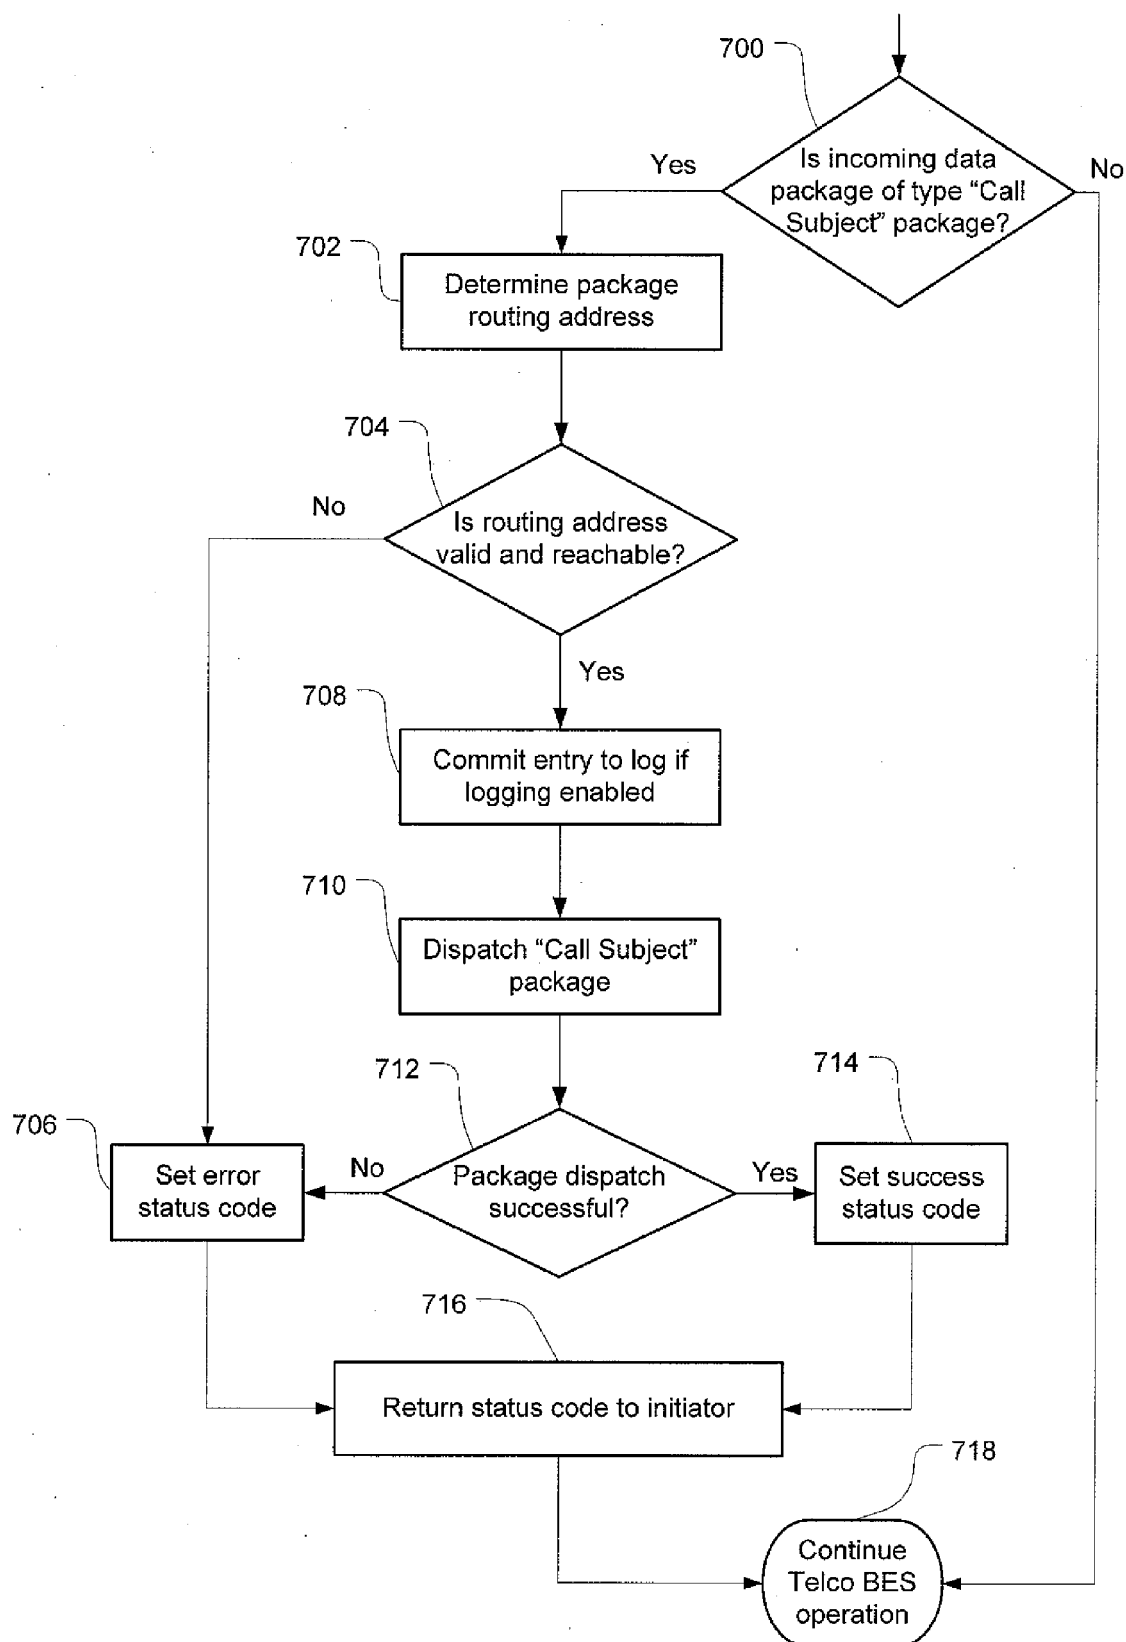 700
Is incoming data
package of type “Call
Subject” package?
Yes
No
702
Determine package
routing address
704
Is routing address
valid and reachable?
No
Yes
708
Commit entry to log if
logging enabled
710
Dispatch “Call Subject”
package
712
Package dispatch
successful?
No
Yes
706
Set error
status code
714
Set success
status code
716
Return status code to initiator
718
Continue
Telco BES
operation